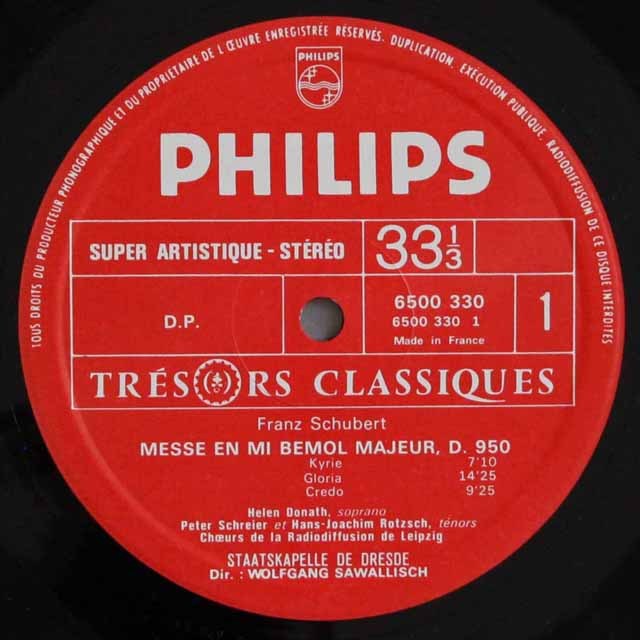 TOUS DROITS DU PRODUCTEUR PHONOGRAPHIQUE ET DU PROPRIETAIRE DE L'ŒUVRE ENREGISTRÉE RÉSERVÉS. DUPLICATION, EXÉCUTION PUBLIQUE, RADIODIFFUSION DE CE DISQUE INTERDITES
PHILIPS
PHILIPS
SUPER ARTISTIQUE - STÉRÉO
33 1/3
D.P.
6500 330
6500 330 1
Made in France
1
TRÉSORS CLASSIQUES
Franz Schubert
MESSE EN MI BEMOL MAJEUR, D. 950
Kyrie 7'10
Gloria 14'25
Credo 9'25
Helen Donath, soprano
Peter Schreier et Hans-Joachim Rotzsch, ténors
Chœurs de la Radiodiffusion de Leipzig
STAATSKAPELLE DE DRESDE
Dir. : WOLFGANG SAWALLISCH